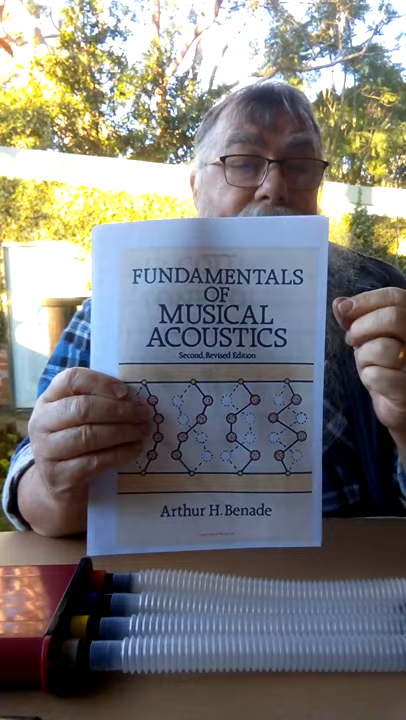 FUNDAMENTALS
OF
MUSICAL
ACOUSTICS
Second, Revised Edition
Arthur H. Benade